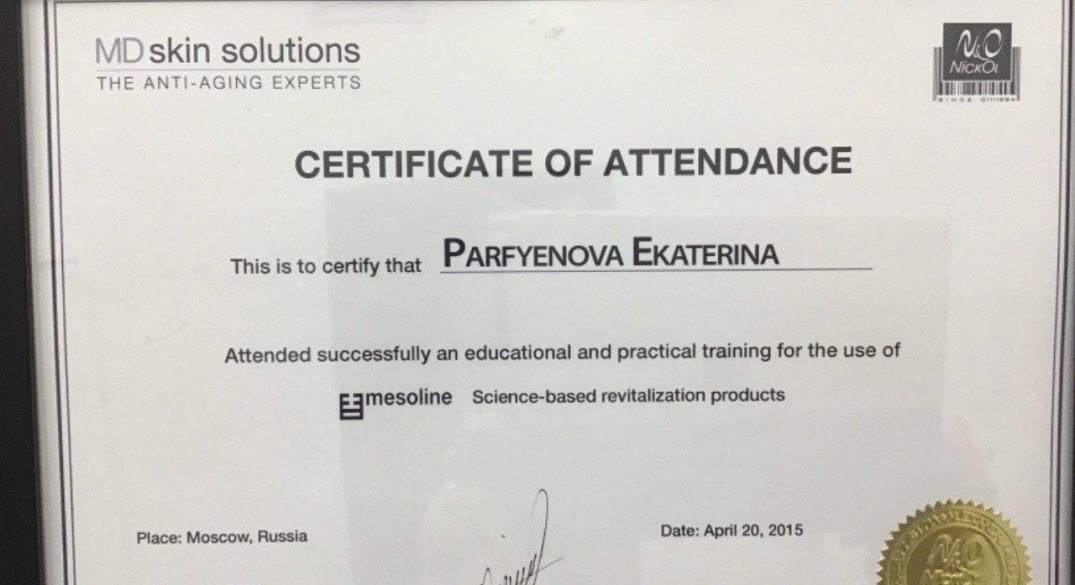 MD skin solutions
THE ANTI-AGING EXPERTS
N&O
NICKOL
CERTIFICATE OF ATTENDANCE
This is to certify that PARFYENOVA EKATERINA
Attended successfully an educational and practical training for the use of
mesoline Science-based revitalization products
Place: Moscow, Russia
Date: April 20, 2015